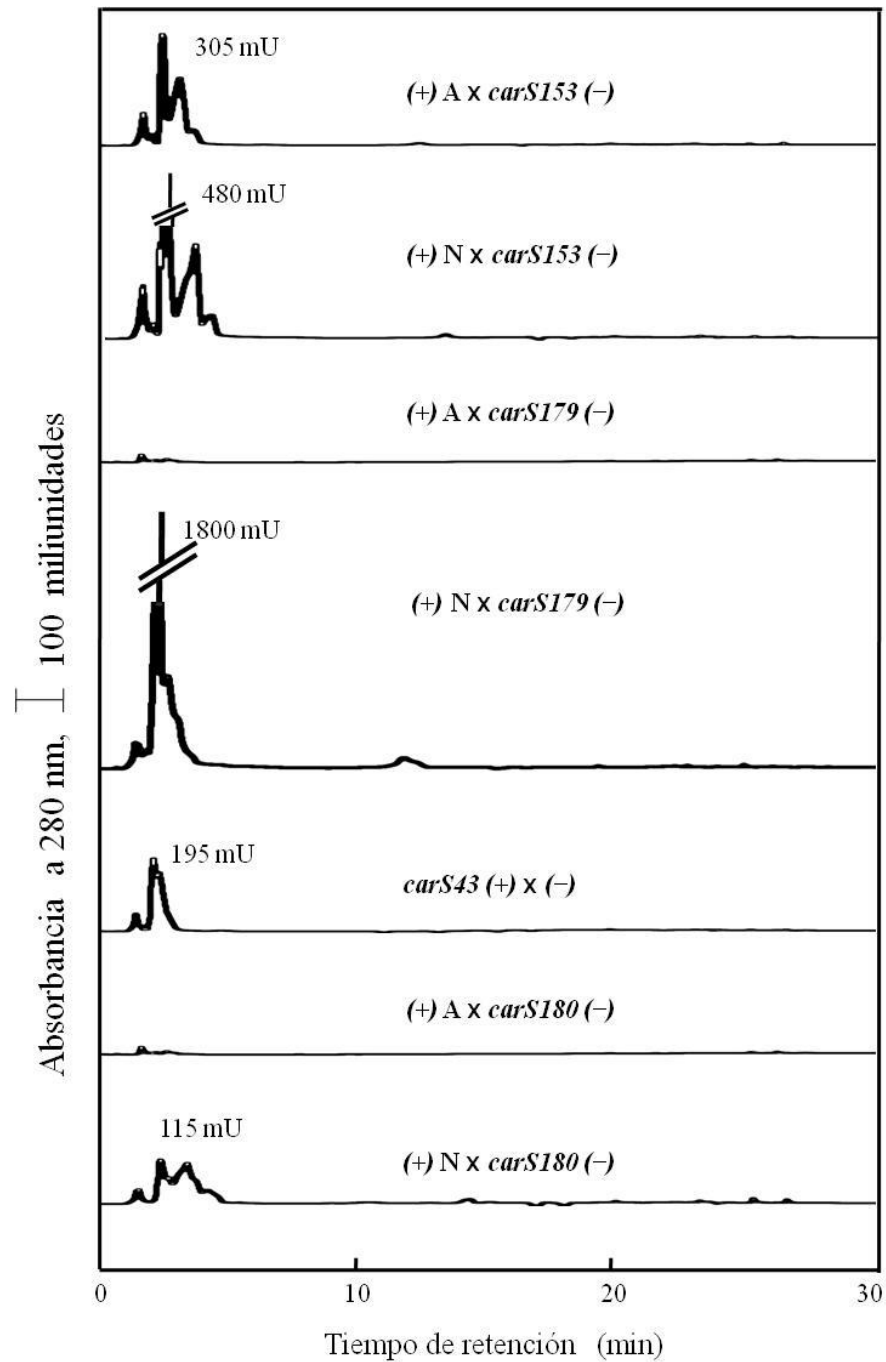 305 mU
(+) A x carS153 (−)
480 mU
(+) N x carS153 (−)
(+) A x carS179 (−)
1800 mU
(+) N x carS179 (−)
195 mU
carS43 (+) x (−)
(+) A x carS180 (−)
115 mU
(+) N x carS180 (−)
Absorbancia a 280 nm, 100 miliunidades
0 10 20 30
Tiempo de retención (min)